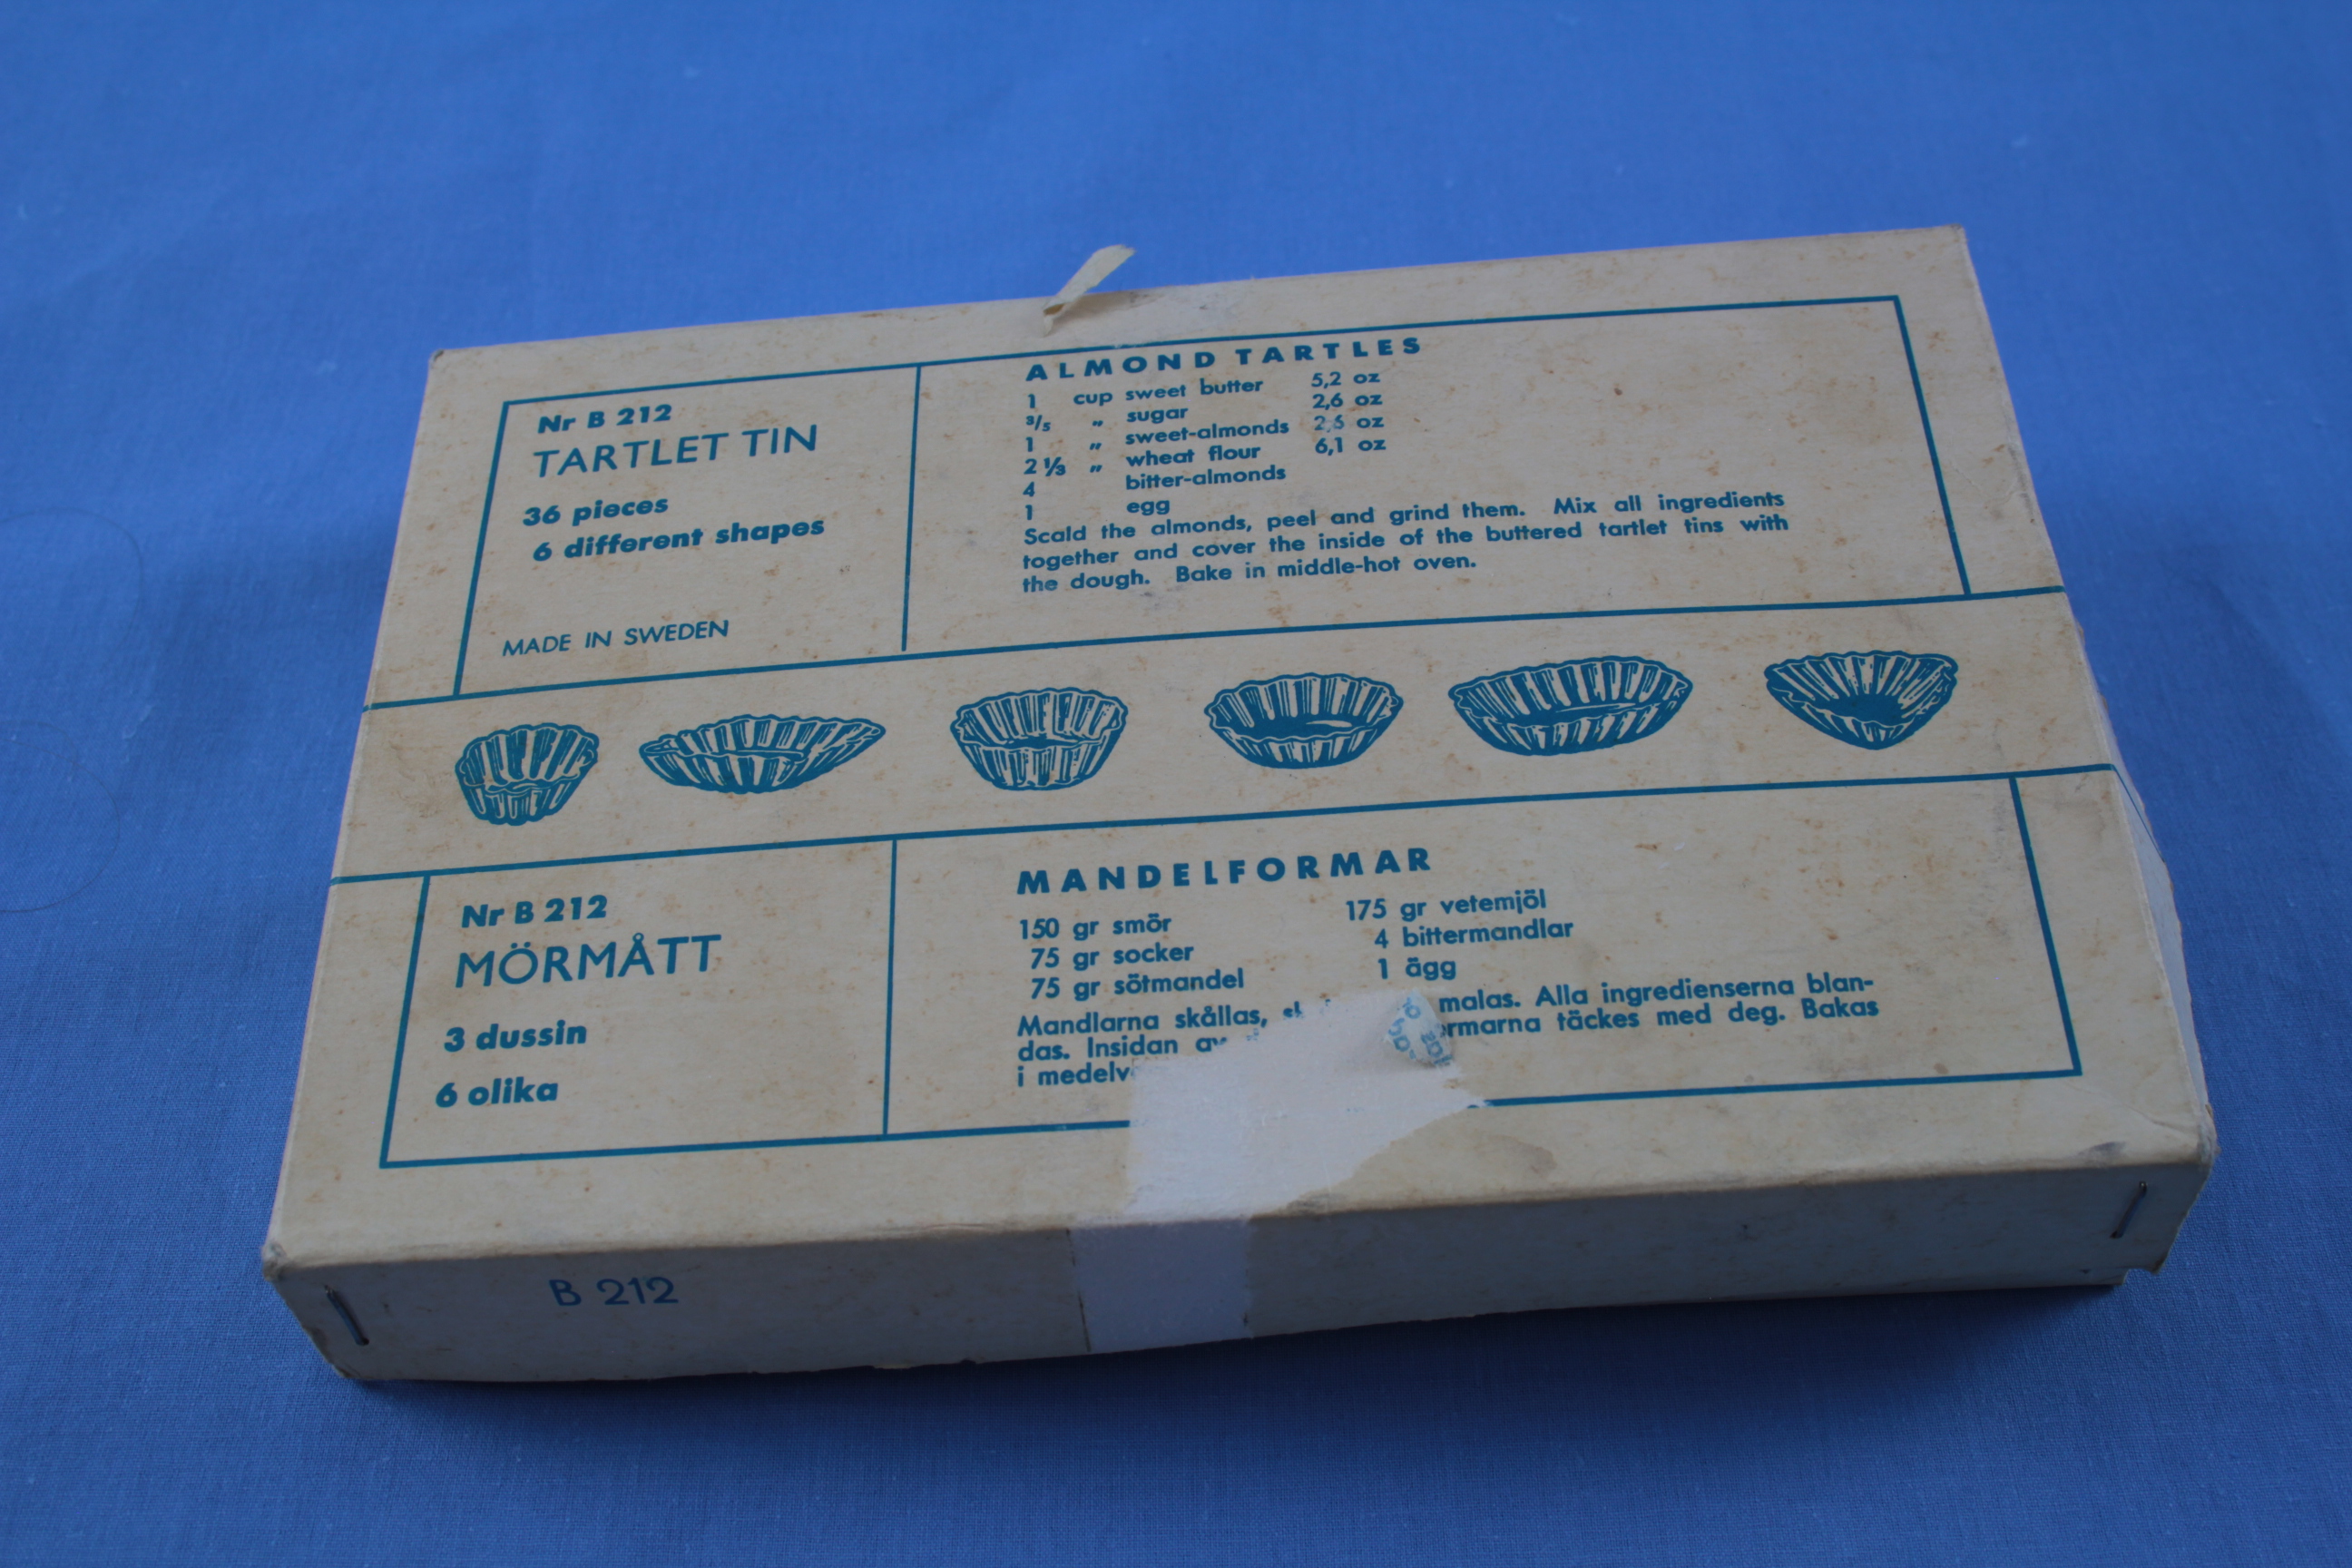 Nr B 212
TARTLET TIN
36 pieces
6 different shapes
MADE IN SWEDEN
ALMOND TARTLES
1 cup sweet butter 5,2 oz
3/5 „ sugar 2,6 oz
1 „ sweet-almonds 2,6 oz
2 1/3 „ wheat flour 6,1 oz
4 bitter-almonds
1 egg
Scald the almonds, peel and grind them. Mix all ingredients
together and cover the inside of the buttered tartlet tins with
the dough. Bake in middle-hot oven.
Nr B 212
MÖRMÅTT
3 dussin
6 olika
MANDELFORMAR
150 gr smör 175 gr vetemjöl
75 gr socker 4 bittermandlar
75 gr sötmandel 1 ägg
Mandlarna skållas, malas. Alla ingredienserna blan-
das. Insidan av täckes med deg. Bakas
i
B 212